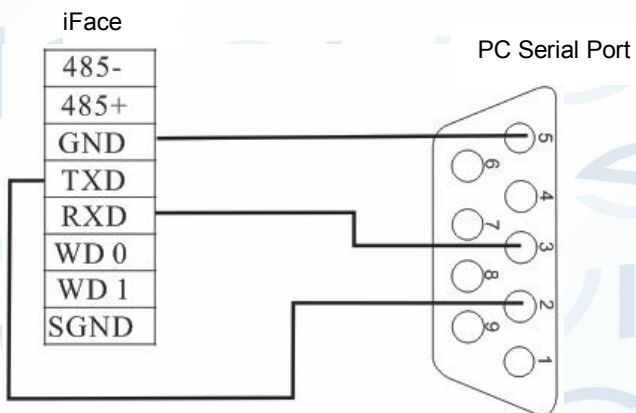 iFace
PC Serial Port
485-
485+
GND
TXD
RXD
WD 0
WD 1
SGND
5
6
4
7
3
8
2
9
1